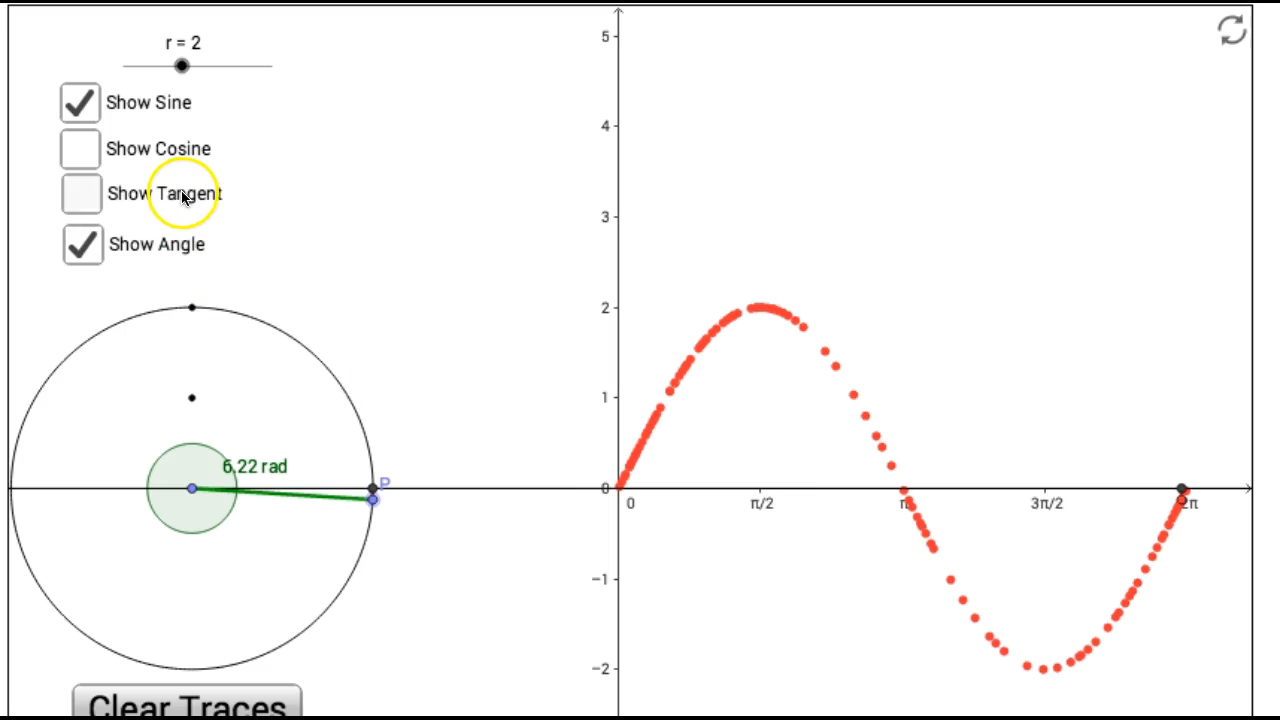 r = 2
Show Sine
Show Cosine
Show Tangent
Show Angle
6.22 rad
P
Clear Traces
5
4
3
2
1
0
−1
−2
0 π/2 π 3π/2 2π